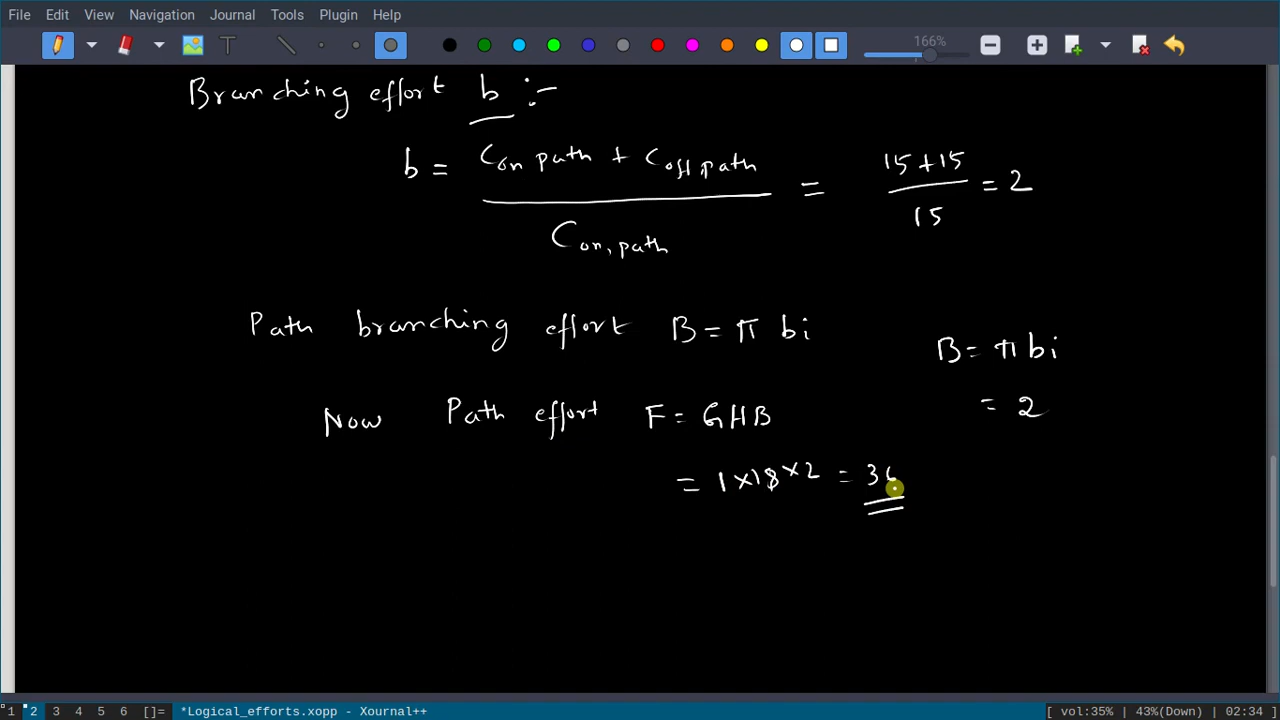 File Edit View Navigation Journal Tools Plugin Help
166%
Branching effort b :-
b = C on path + C off path / C on, path = 15+15 / 15 = 2
Path branching effort B = π bi
B = π bi
= 2
Now Path effort F = GHB
= 1 × 18 × 2 = 36
1 2 3 4 5 6 []= *Logical_efforts.xopp - Xournal++ [ vol:35% | 43%(Down) | 02:34